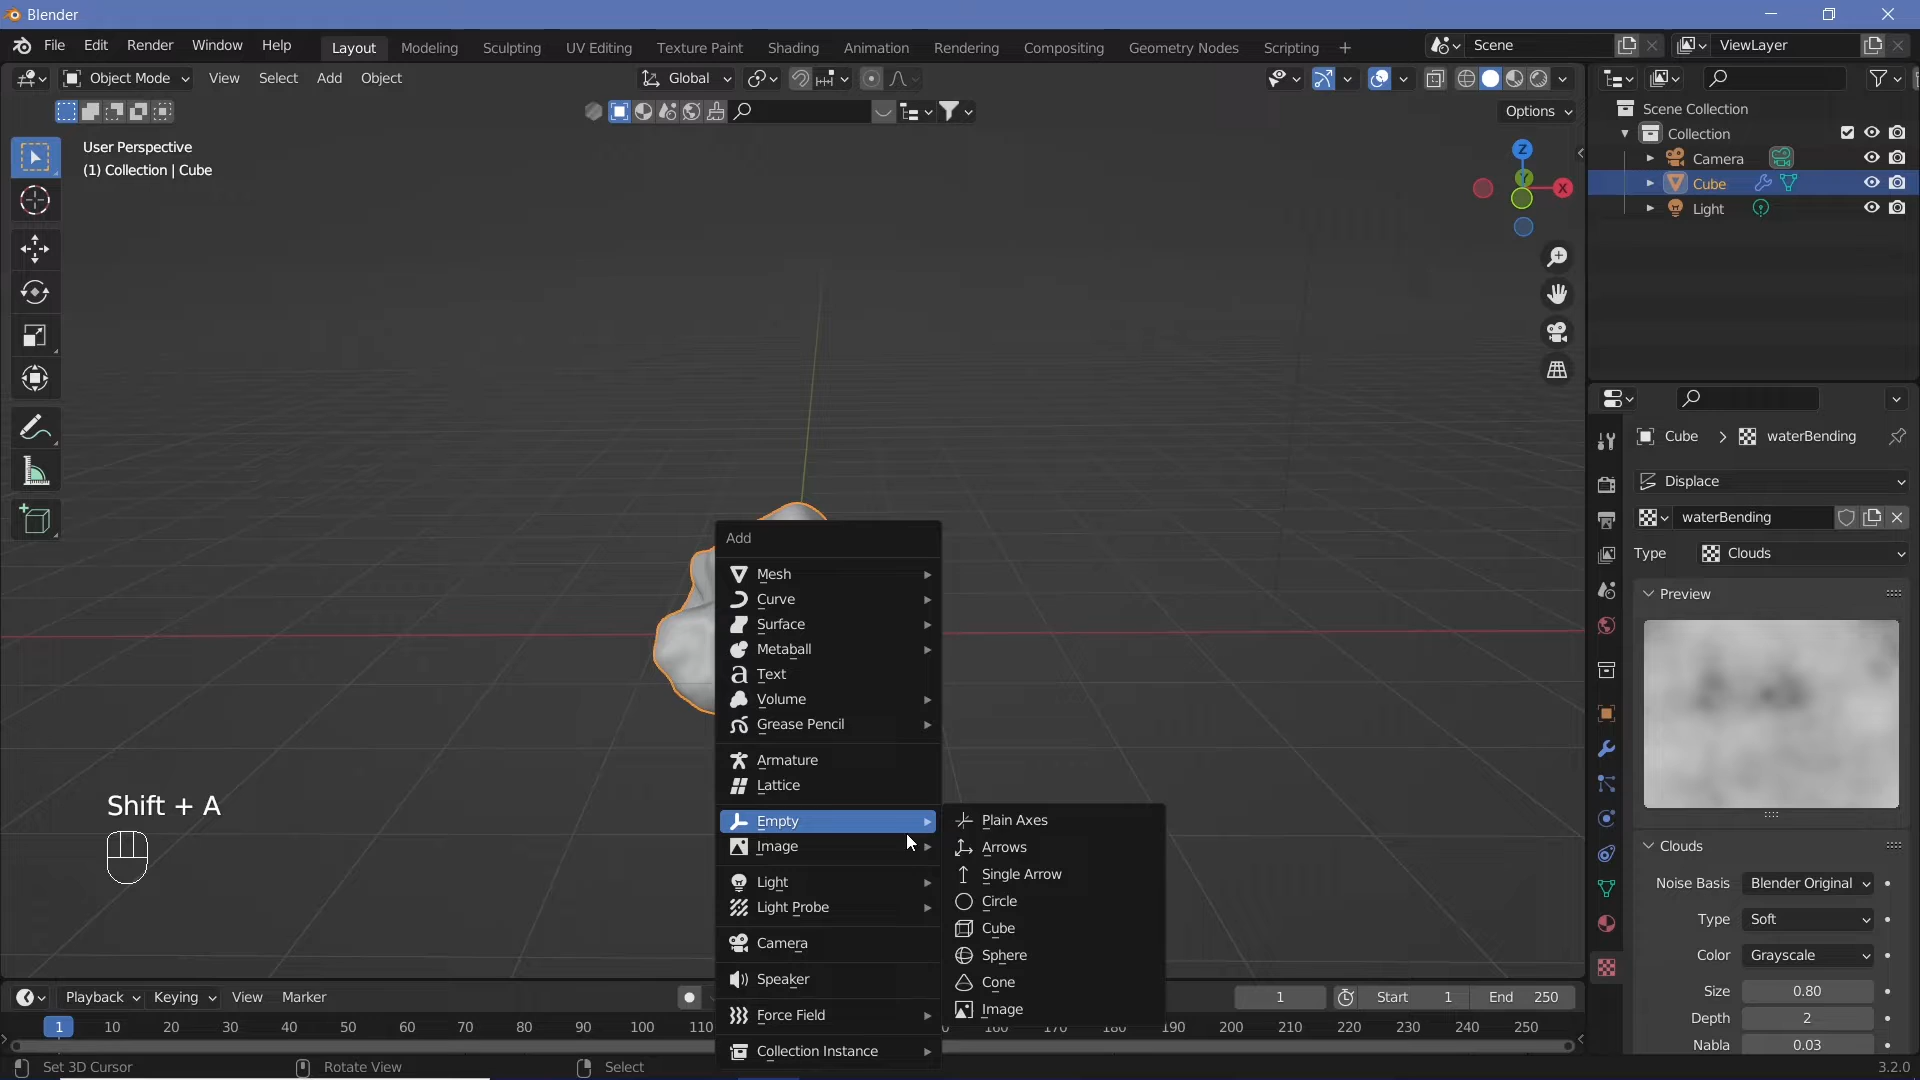 Blender
File Edit Render Window Help Layout Modeling Sculpting UV Editing Texture Paint Shading Animation Rendering Compositing Geometry Nodes Scripting + Scene ViewLayer
Object Mode View Select Add Object Global
Options
User Perspective
(1) Collection | Cube
Z
Y
X
Scene Collection
Collection
Camera
Cube
Light
Cube > waterBending
Displace
waterBending
Type Clouds
Preview
Clouds
Noise Basis Blender Original
Type Soft
Color Grayscale
Size 0.80
Depth 2
Nabla 0.03
Add
Mesh
Curve
Surface
Metaball
Text
Volume
Grease Pencil
Armature
Lattice
Empty
Image
Light
Light Probe
Camera
Speaker
Force Field
Collection Instance
Plain Axes
Arrows
Single Arrow
Circle
Cube
Sphere
Cone
Image
Shift + A
Playback Keying View Marker 1 Start 1 End 250
1 10 20 30 40 50 60 70 80 90 100 170 190 200 210 220 230 240 250
Set 3D Cursor Rotate View Select 3.2.0